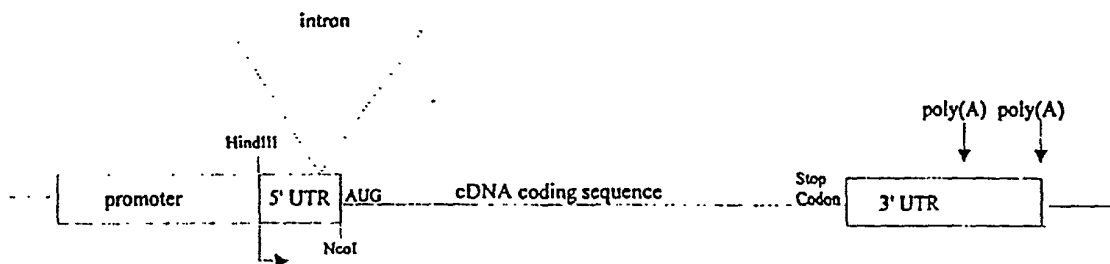 intron
poly(A) poly(A)
HindIII
promoter
5' UTR
AUG
cDNA coding sequence
Stop
Codon
3' UTR
NcoI